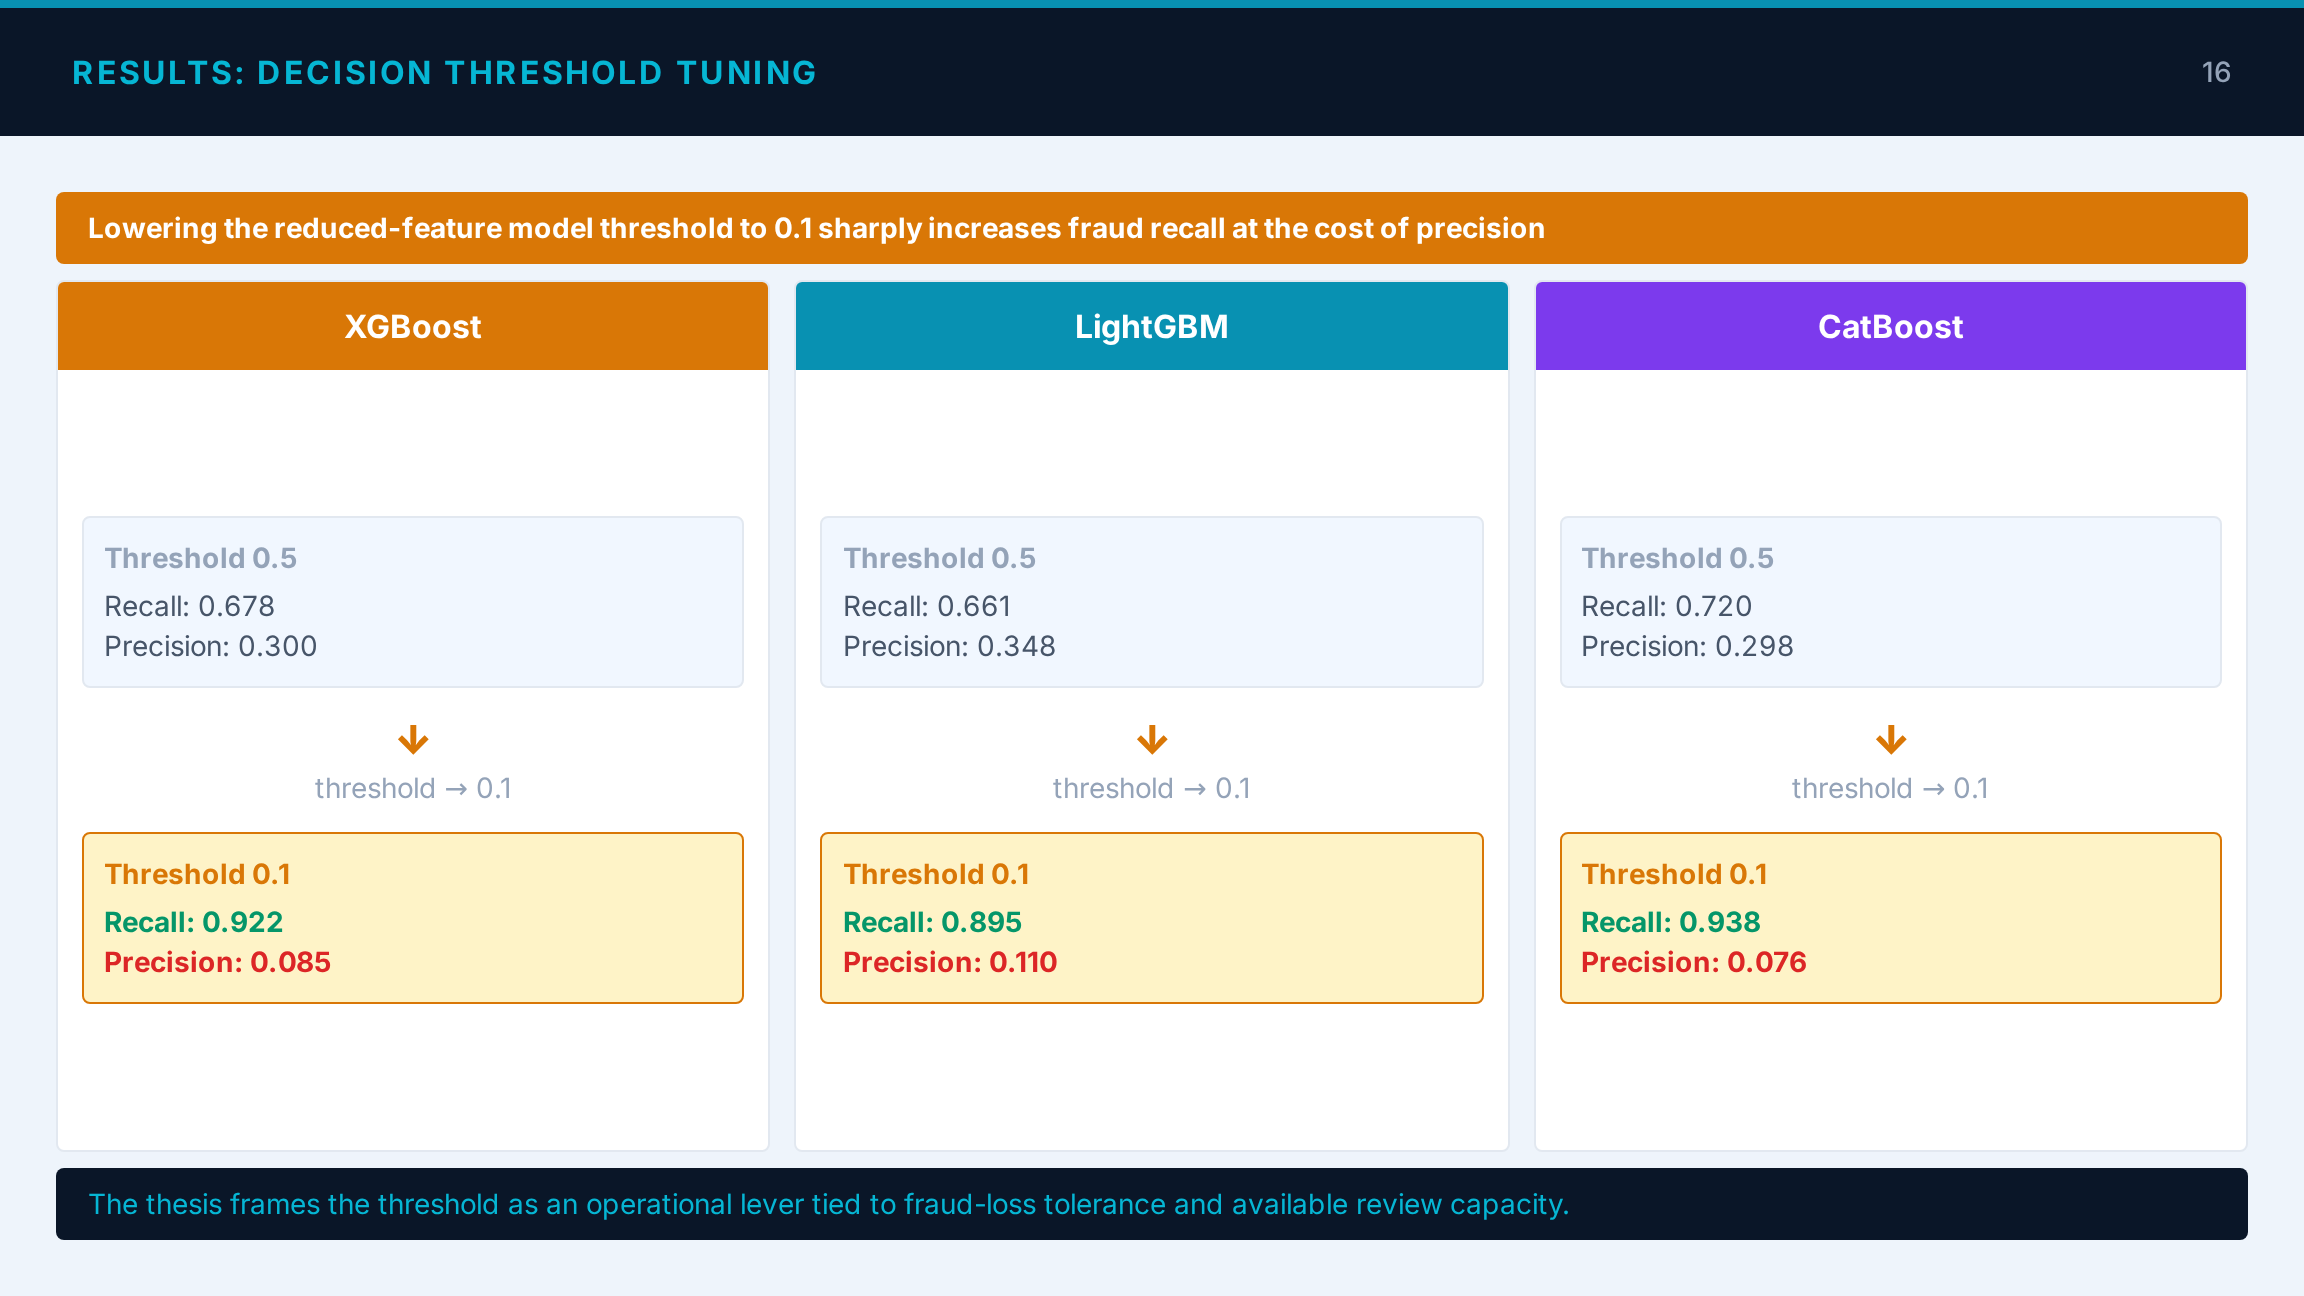 RESULTS: DECISION THRESHOLD TUNING
16
Lowering the reduced-feature model threshold to 0.1 sharply increases fraud recall at the cost of precision
XGBoost
Threshold 0.5
Recall: 0.678
Precision: 0.300
↓
threshold → 0.1
Threshold 0.1
Recall: 0.922
Precision: 0.085
LightGBM
Threshold 0.5
Recall: 0.661
Precision: 0.348
↓
threshold → 0.1
Threshold 0.1
Recall: 0.895
Precision: 0.110
CatBoost
Threshold 0.5
Recall: 0.720
Precision: 0.298
↓
threshold → 0.1
Threshold 0.1
Recall: 0.938
Precision: 0.076
The thesis frames the threshold as an operational lever tied to fraud-loss tolerance and available review capacity.